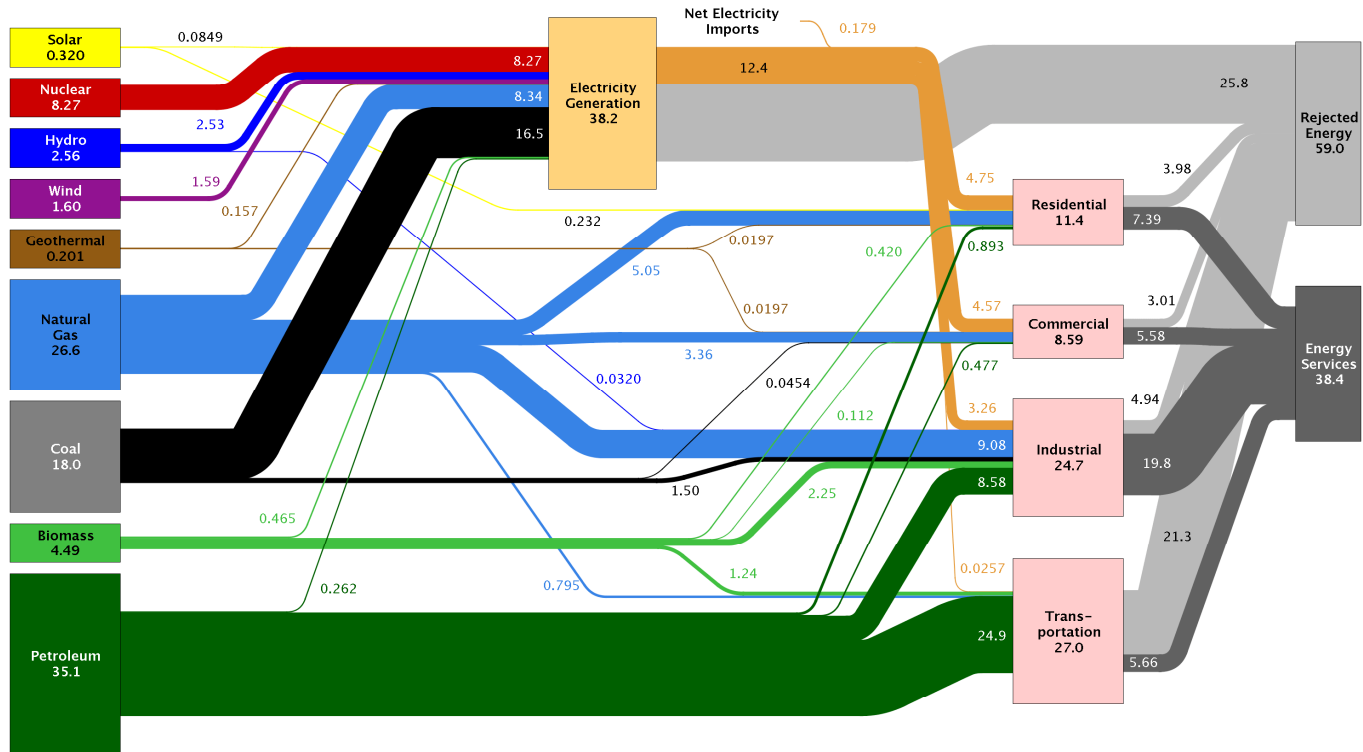 Solar
0.320
Nuclear
8.27
Hydro
2.56
Wind
1.60
Geothermal
0.201
Natural
Gas
26.6
Coal
18.0
Biomass
4.49
Petroleum
35.1
0.0849
2.53
1.59
0.157
0.465
0.262
8.27
8.34
16.5
Electricity
Generation
38.2
Net Electricity
Imports
0.179
12.4
0.232
0.0197
5.05
0.0197
3.36
0.0320
0.0454
0.420
0.893
0.477
0.112
1.50
2.25
1.24
0.795
4.75
4.57
3.26
9.08
8.58
0.0257
24.9
Residential
11.4
Commercial
8.59
Industrial
24.7
Trans-
portation
27.0
25.8
3.98
7.39
3.01
5.58
4.94
19.8
21.3
5.66
Rejected
Energy
59.0
Energy
Services
38.4